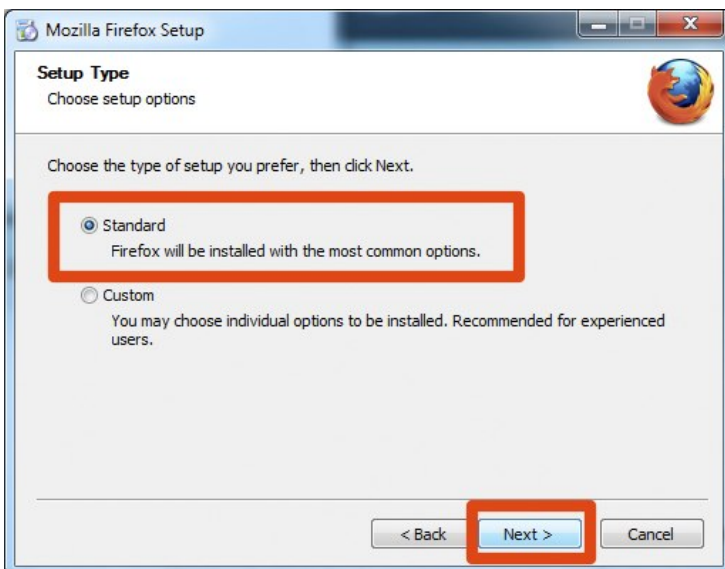 Mozilla Firefox Setup
Setup Type
Choose setup options
Choose the type of setup you prefer, then click Next.
Standard
Firefox will be installed with the most common options.
Custom
You may choose individual options to be installed. Recommended for experienced
users.
< Back
Next >
Cancel